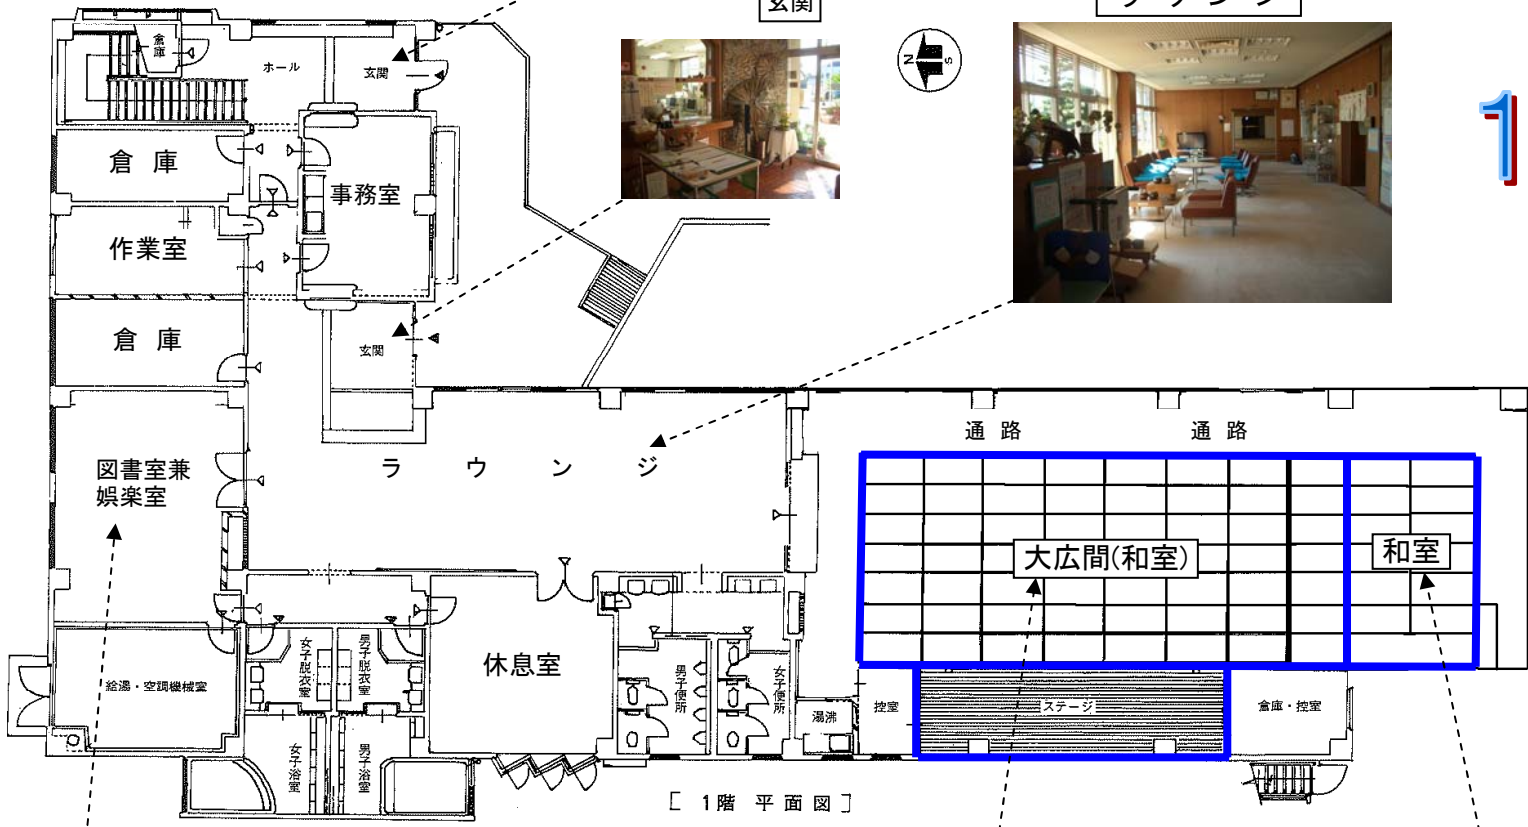 玄関
ラウンジ
N
S
1
倉庫
ホール
玄関
倉 庫
事務室
作業室
倉 庫
玄関
通 路
通 路
ラ ウ ン ジ
図書室兼
娯楽室
大広間(和室)
和室
女子脱衣室
男子脱衣室
休息室
男子便所
女子便所
給湯・空調機械室
湯沸
控室
ステージ
倉庫・控室
女子浴室
男子浴室
[ 1階 平面図 ]